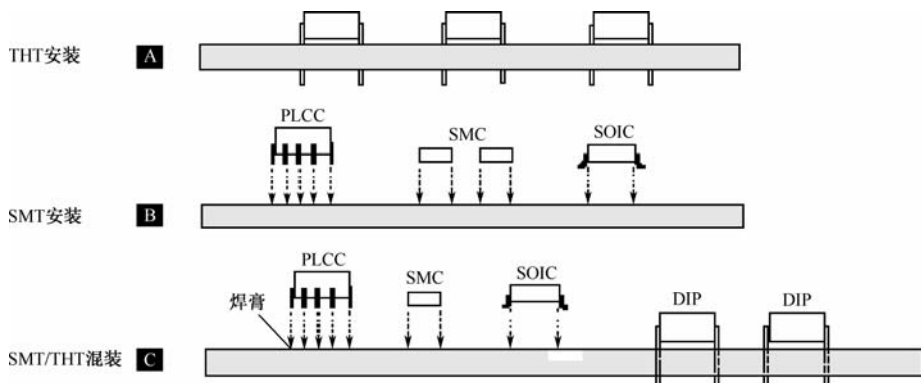 THT安装 A
PLCC SMC SOIC
SMT安装 B
PLCC SMC SOIC DIP DIP
焊膏
SMT/THT混装 C